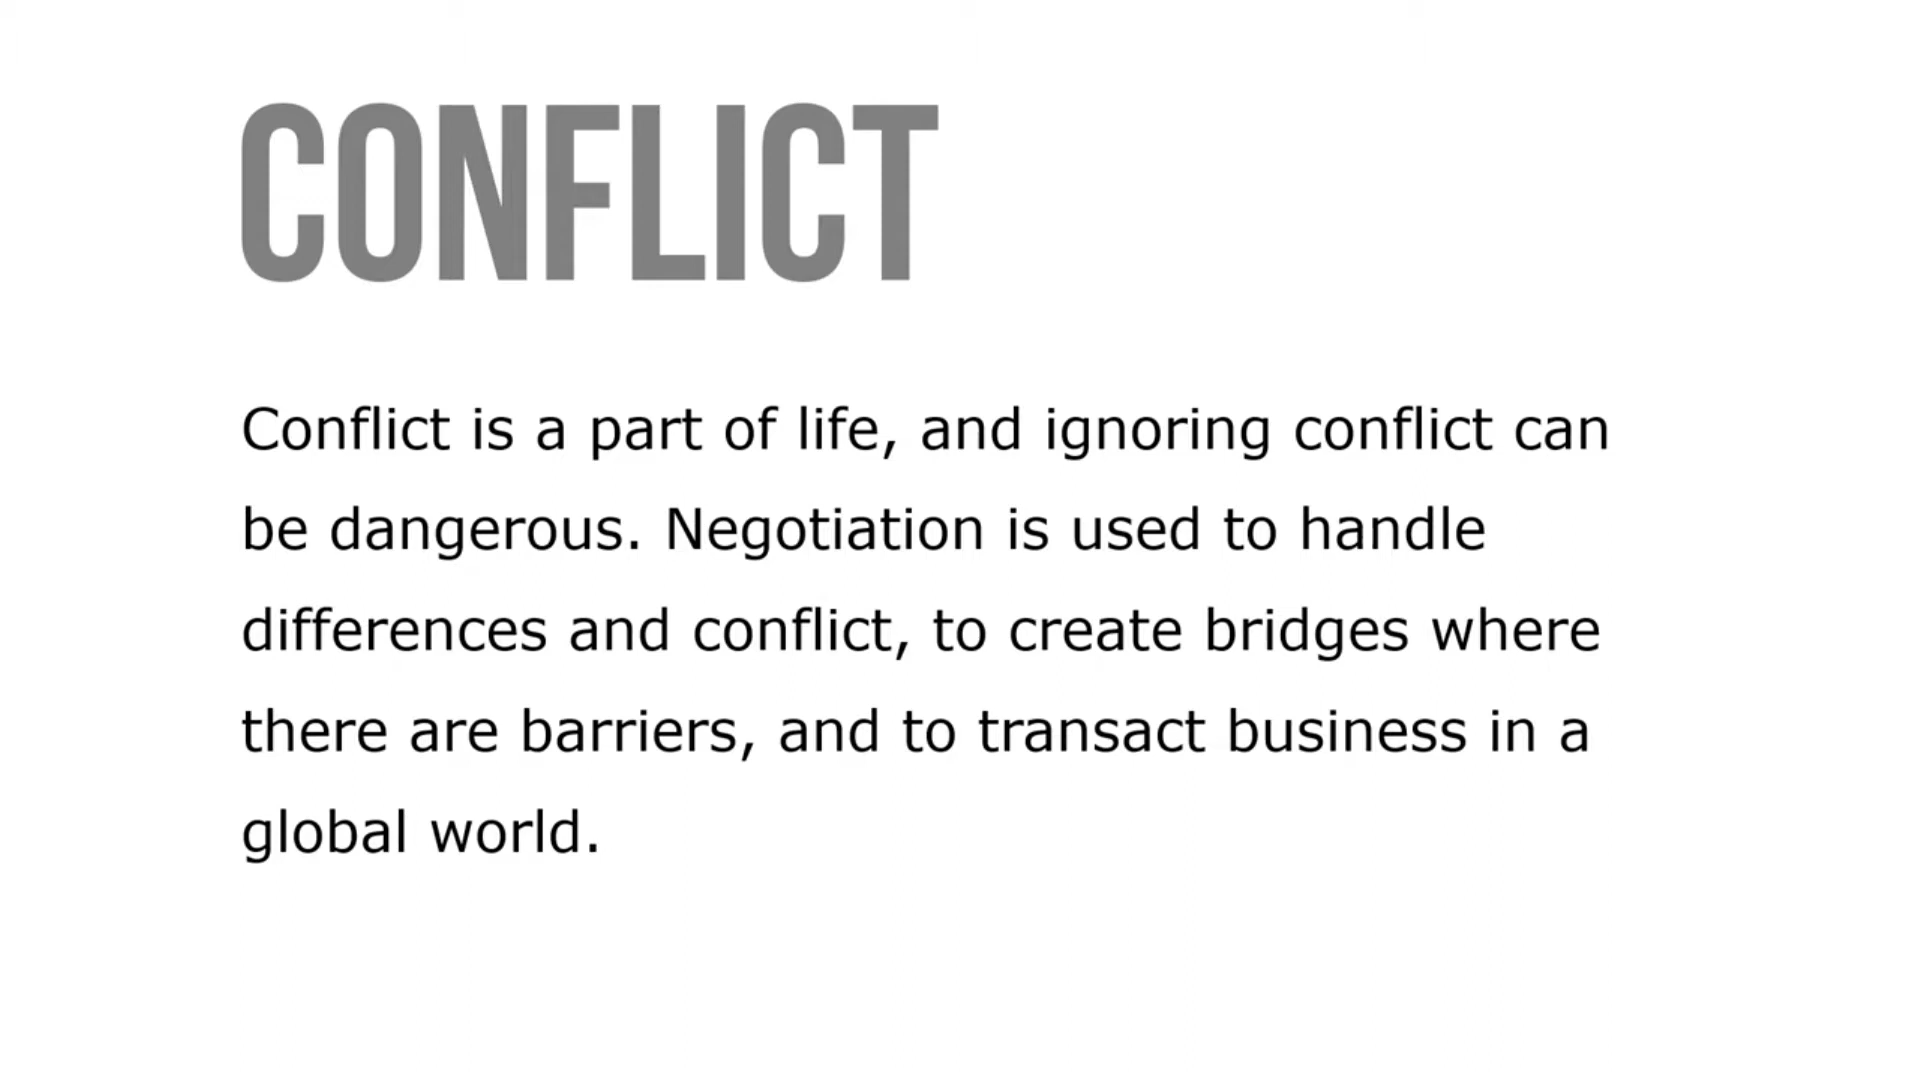 CONFLICT
Conflict is a part of life, and ignoring conflict can
be dangerous. Negotiation is used to handle
differences and conflict, to create bridges where
there are barriers, and to transact business in a
global world.